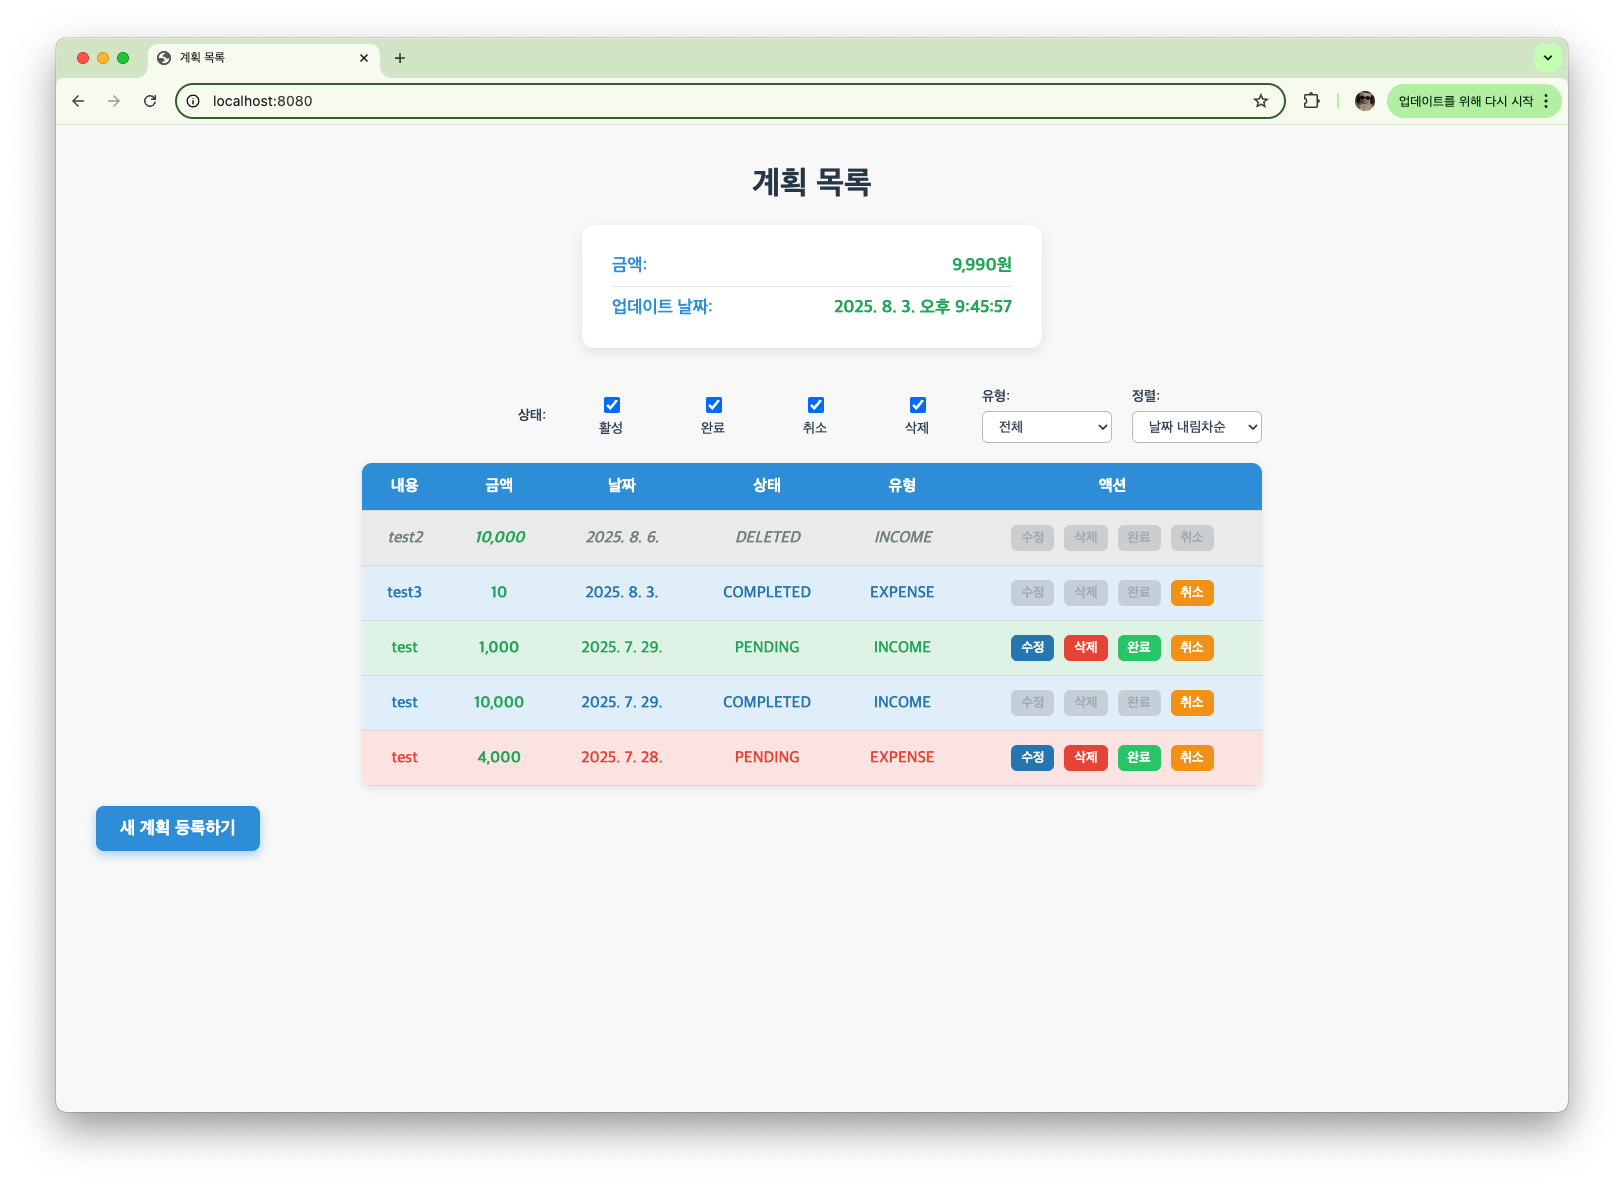 계획 목록
localhost:8080
업데이트를 위해 다시 시작
계획 목록
금액: 9,990원
업데이트 날짜: 2025. 8. 3. 오후 9:45:57
상태: 활성 완료 취소 삭제 유형: 전체 정렬: 날짜 내림차순
내용 금액 날짜 상태 유형 액션
test2 10,000 2025. 8. 6. DELETED INCOME 수정 삭제 완료 취소
test3 10 2025. 8. 3. COMPLETED EXPENSE 수정 삭제 완료 취소
test 1,000 2025. 7. 29. PENDING INCOME 수정 삭제 완료 취소
test 10,000 2025. 7. 29. COMPLETED INCOME 수정 삭제 완료 취소
test 4,000 2025. 7. 28. PENDING EXPENSE 수정 삭제 완료 취소
새 계획 등록하기